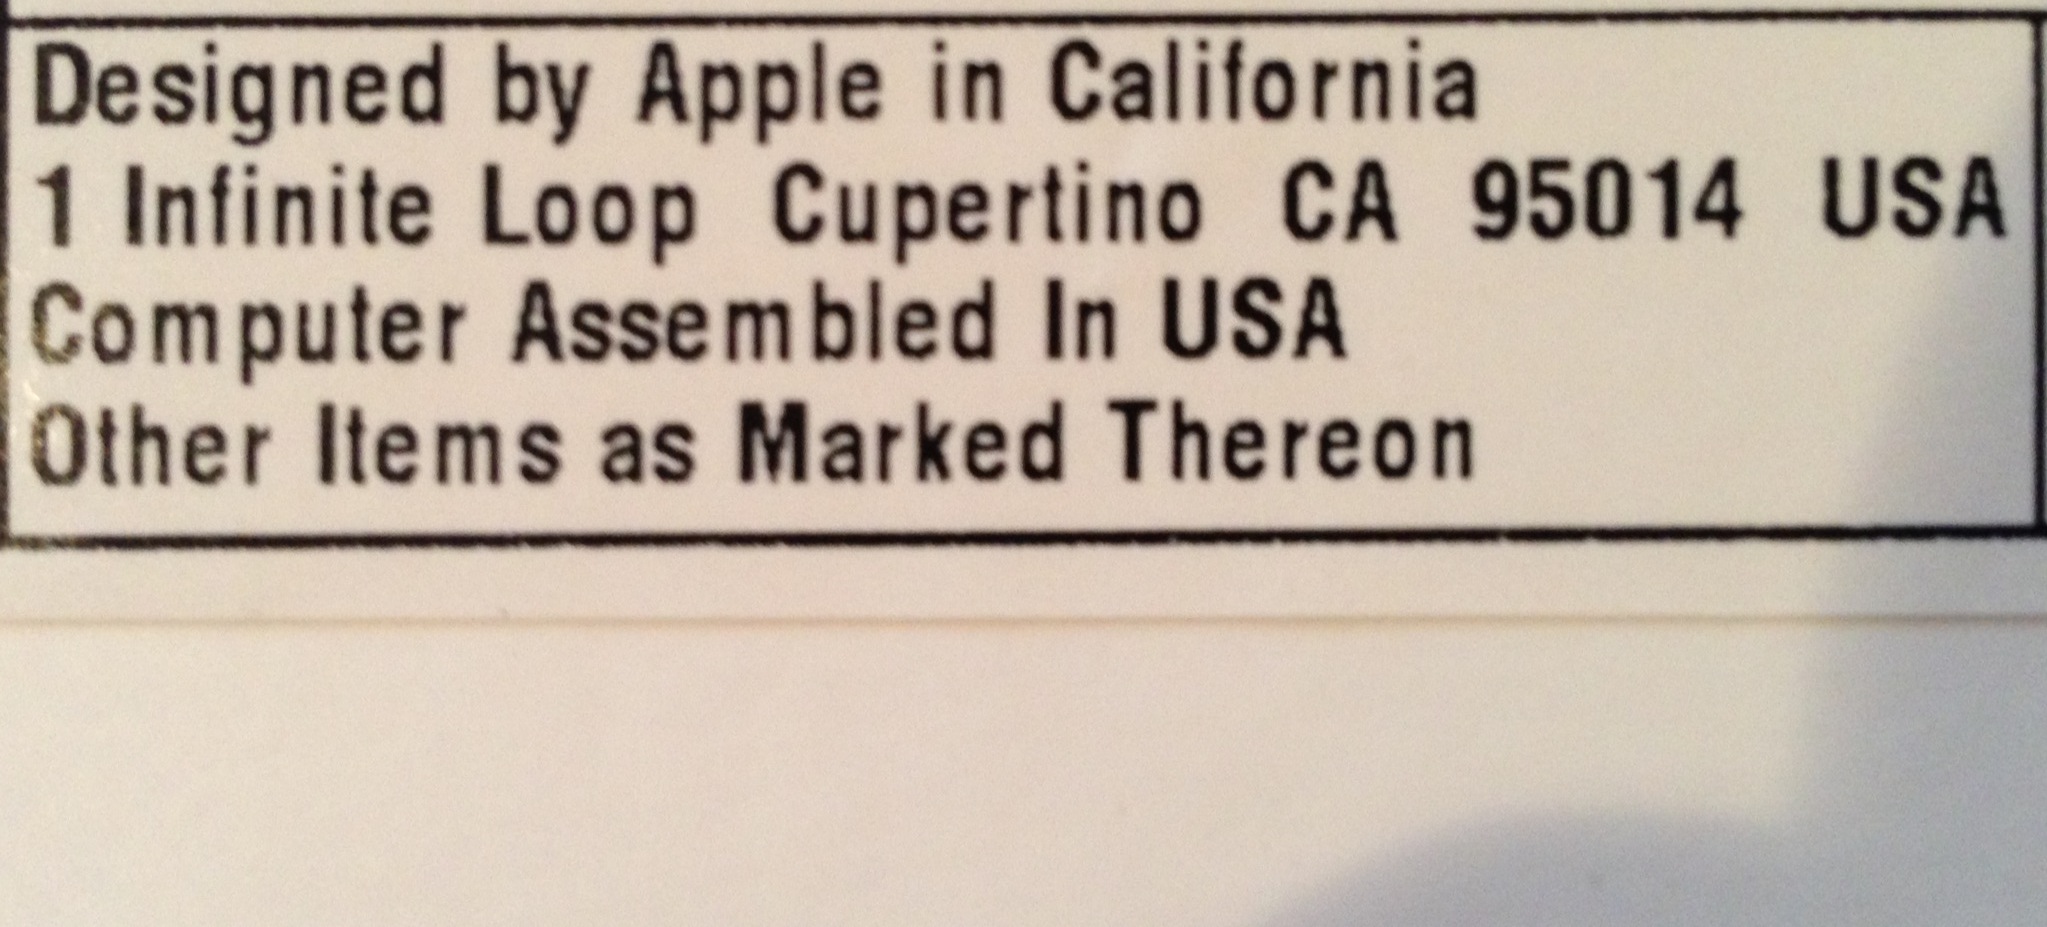 Designed by Apple in California
1 Infinite Loop Cupertino CA 95014 USA
Computer Assembled In USA
Other Items as Marked Thereon